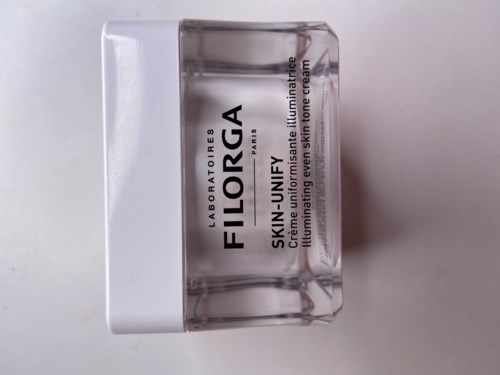 LABORATOIRES
FILORGA
PARIS
SKIN-UNIFY
Crème uniformisante illuminatrice
Illuminating even skin tone cream